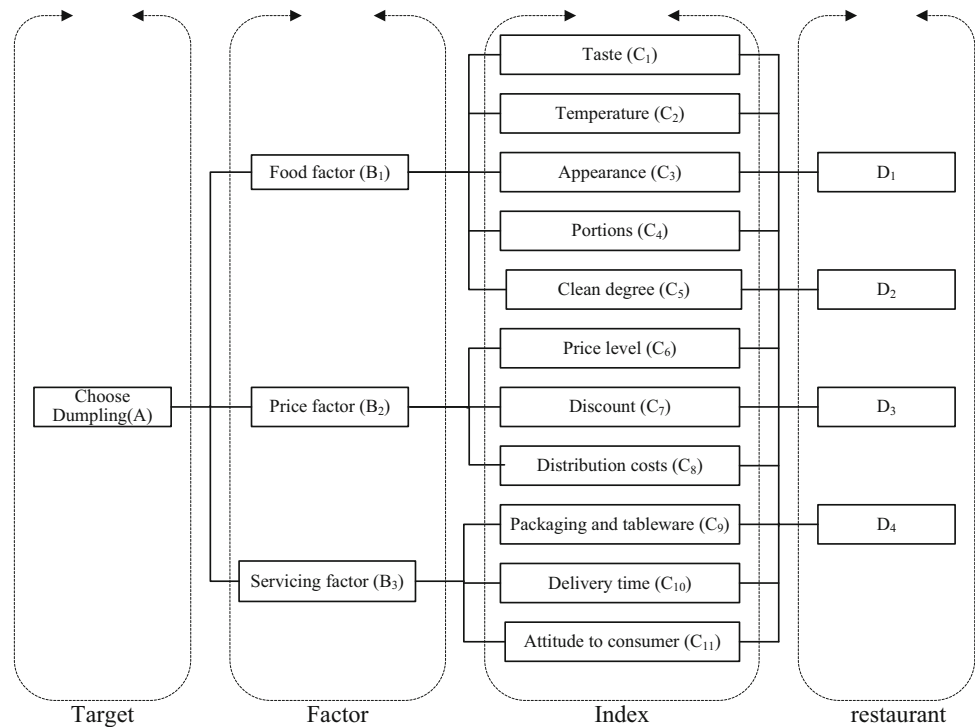 Taste (C₁)
Temperature (C₂)
Food factor (B₁)
Appearance (C₃)
D₁
Portions (C₄)
Clean degree (C₅)
D₂
Price level (C₆)
Choose
Dumpling(A)
Price factor (B₂)
Discount (C₇)
D₃
Distribution costs (C₈)
Packaging and tableware (C₉)
D₄
Servicing factor (B₃)
Delivery time (C₁₀)
Attitude to consumer (C₁₁)
Target
Factor
Index
restaurant